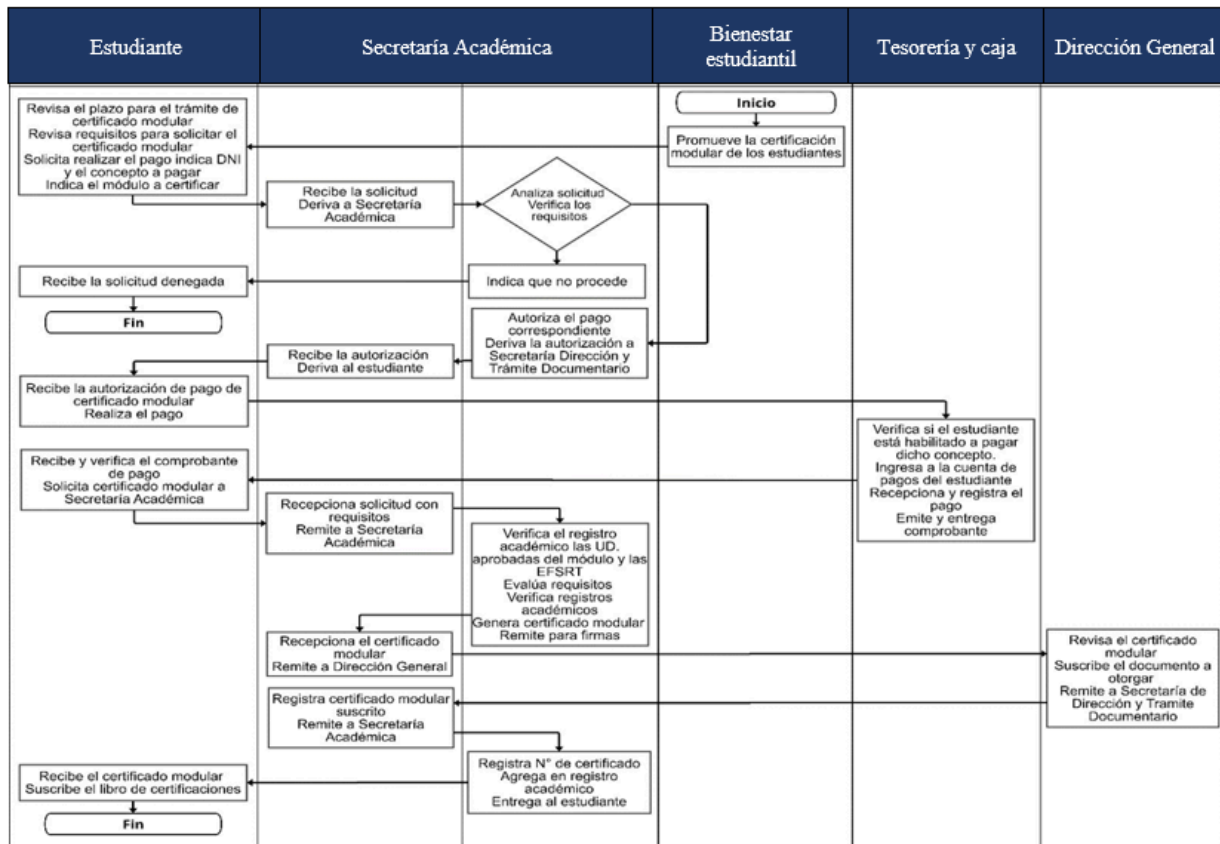 Estudiante
Secretaría Académica
Bienestar
estudiantil
Tesorería y caja
Dirección General
Inicio
Promueve la certificación
modular de los estudiantes
Revisa el plazo para el trámite de
certificado modular
Revisa requisitos para solicitar el
certificado modular
Solicita realizar el pago indica DNI
y el concepto a pagar
Indica el módulo a certificar
Recibe la solicitud
Deriva a Secretaría
Académica
Analiza solicitud
Verifica los
requisitos
Indica que no procede
Recibe la solicitud denegada
Fin
Autoriza el pago
correspondiente
Deriva la autorización a
Secretaría Dirección y
Trámite Documentario
Recibe la autorización
Deriva al estudiante
Recibe la autorización de pago de
certificado modular
Realiza el pago
Verifica si el estudiante
está habilitado a pagar
dicho concepto.
Ingresa a la cuenta de
pagos del estudiante
Recepciona y registra el
pago
Emite y entrega
comprobante
Recibe y verifica el comprobante
de pago
Solicita certificado modular a
Secretaría Académica
Recepciona solicitud con
requisitos
Remite a Secretaría
Académica
Verifica el registro
académico las UD.
aprobadas del módulo y las
EFSRT
Evalúa requisitos
Verifica registros
académicos
Genera certificado modular
Remite para firmas
Recepciona el certificado
modular
Remite a Dirección General
Revisa el certificado
modular
Suscribe el documento a
otorgar
Remite a Secretaría de
Dirección y Tramite
Documentario
Registra certificado modular
suscrito
Remite a Secretaría
Académica
Registra N° de certificado
Agrega en registro
académico
Entrega al estudiante
Recibe el certificado modular
Suscribe el libro de certificaciones
Fin